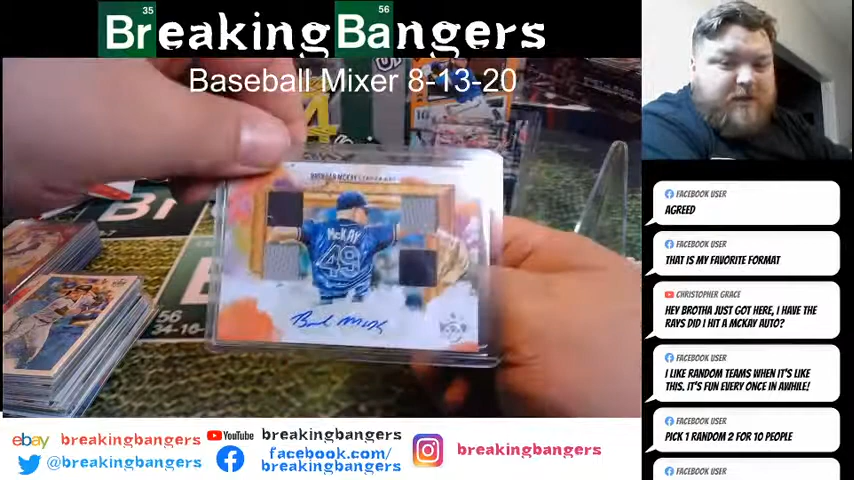 35
56
BreakingBangers
Baseball Mixer 8-13-20
McKAY
49
56
FACEBOOK USER
AGREED
FACEBOOK USER
THAT IS MY FAVORITE FORMAT
CHRISTOPHER GRACE
HEY BROTHA JUST GOT HERE, I HAVE THE
RAYS DID I HIT A MCKAY AUTO?
FACEBOOK USER
I LIKE RANDOM TEAMS WHEN IT'S LIKE
THIS. IT'S FUN EVERY ONCE IN AWHILE!
FACEBOOK USER
PICK 1 RANDOM 2 FOR 10 PEOPLE
FACEBOOK USER
ebay breakingbangers
YouTube breakingbangers
@breakingbangers
facebook.com/
breakingbangers
breakingbangers